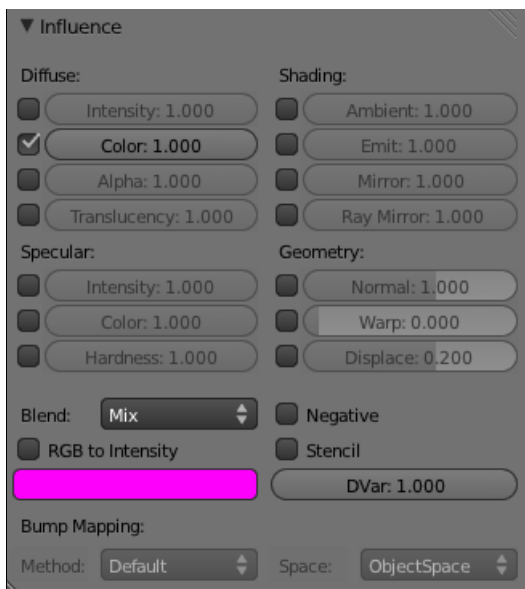 Influence
Diffuse: Shading:
Intensity: 1.000 Ambient: 1.000
Color: 1.000 Emit: 1.000
Alpha: 1.000 Mirror: 1.000
Translucency: 1.000 Ray Mirror: 1.000
Specular: Geometry:
Intensity: 1.000 Normal: 1.000
Color: 1.000 Warp: 0.000
Hardness: 1.000 Displace: 0.200
Blend: Mix Negative
RGB to Intensity Stencil
DVar: 1.000
Bump Mapping:
Method: Default Space: ObjectSpace